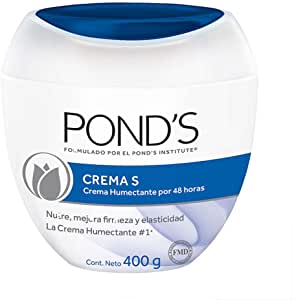 POND'S
FORMULADO POR EL POND'S INSTITUTE®
CREMA S
Crema Humectante por 48 horas
Nutre, mejora firmeza y elasticidad
La Crema Humectante #1*
Cont. Neto 400 g
FMD